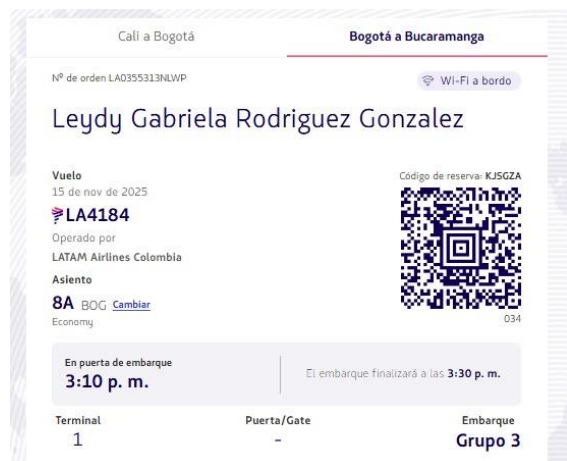 Cali a Bogotá
Bogotá a Bucaramanga
Nº de orden LA0355313NLWP
Wi-Fi a bordo
Leydy Gabriela Rodriguez Gonzalez
Vuelo
Código de reserva: KJSGZA
15 de nov de 2025
LA4184
Operado por
LATAM Airlines Colombia
Asiento
8A BOG Cambiar
Economy
034
En puerta de embarque
3:10 p. m.
El embarque finalizará a las 3:30 p. m.
Terminal Puerta/Gate Embarque
1 - Grupo 3